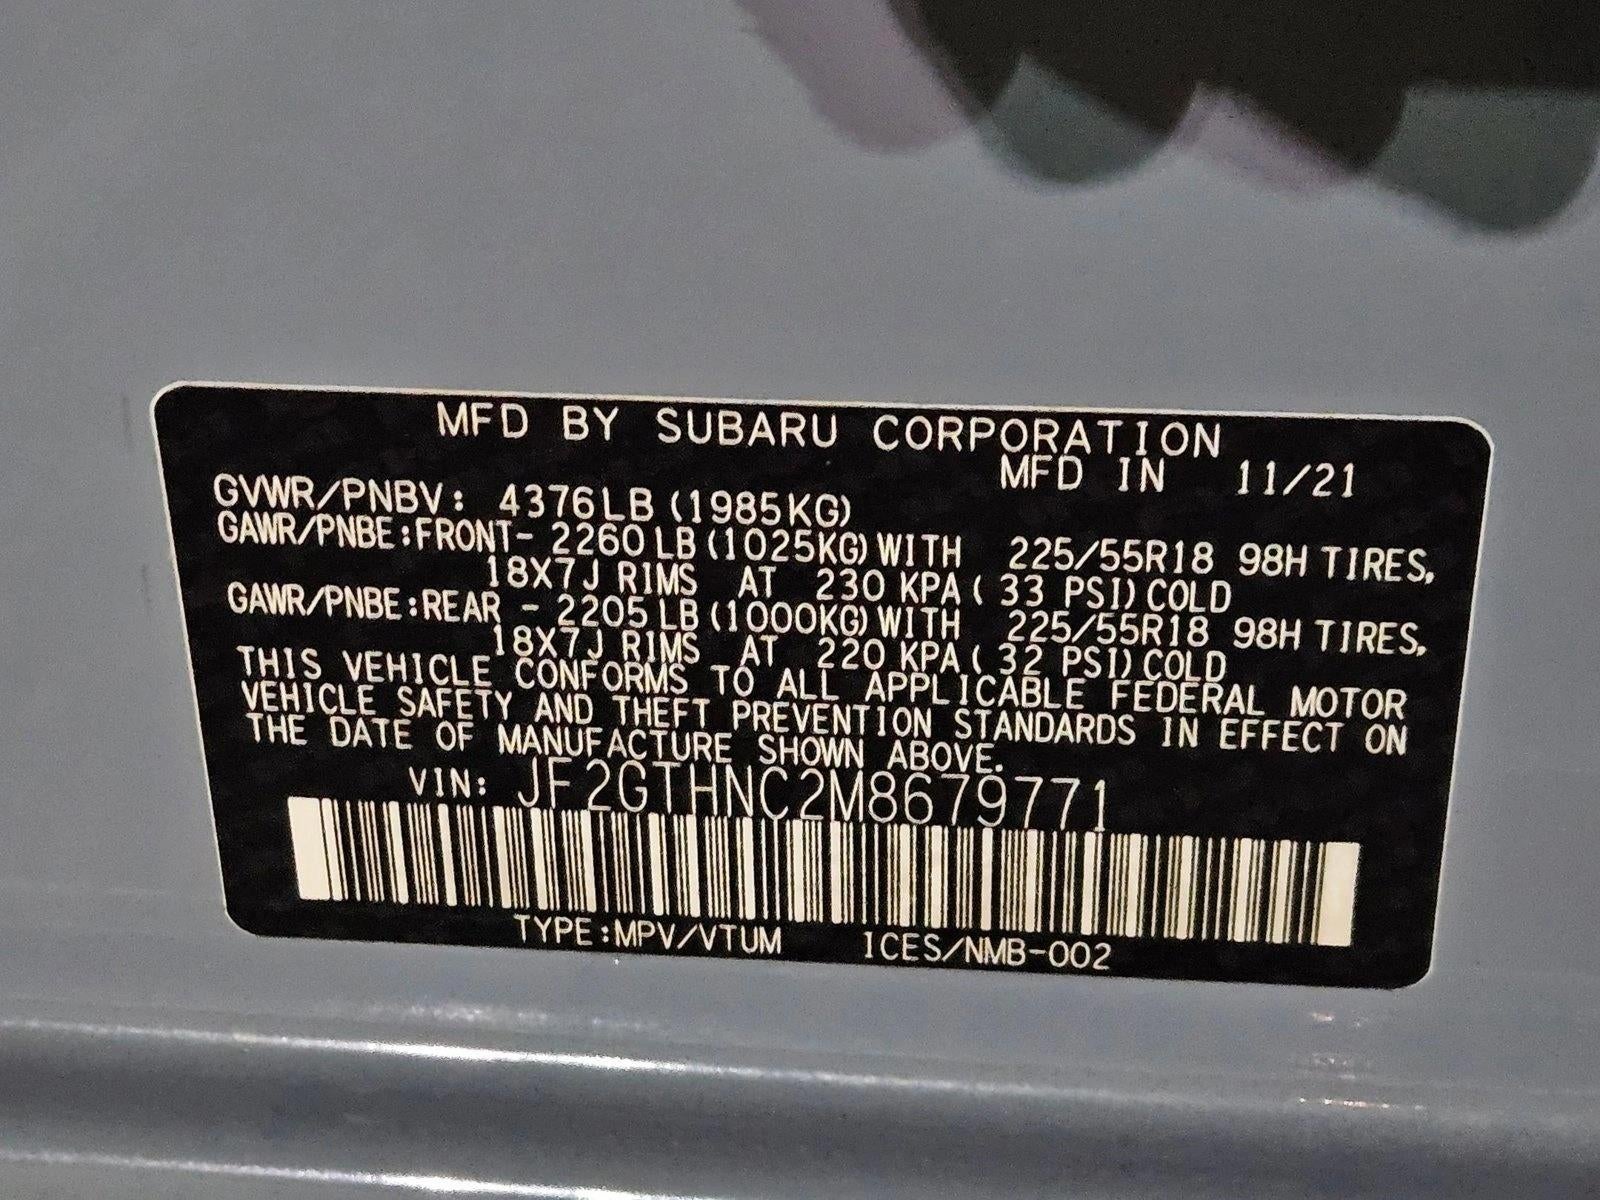 MFD BY SUBARU CORPORATION
MFD IN 11/21
GVWR/PNBV: 4376LB (1985KG)
GAWR/PNBE:FRONT- 2260 LB (1025KG) WITH 225/55R18 98H TIRES,
18X7J RIMS AT 230 KPA ( 33 PSI) COLD
GAWR/PNBE:REAR - 2205 LB (1000KG) WITH 225/55R18 98H TIRES,
18X7J RIMS AT 220 KPA ( 32 PSI) COLD
THIS VEHICLE CONFORMS TO ALL APPLICABLE FEDERAL MOTOR
VEHICLE SAFETY AND THEFT PREVENTION STANDARDS IN EFFECT ON
THE DATE OF MANUFACTURE SHOWN ABOVE.
VIN: JF2GTHNC2M8679771
TYPE:MPV/VTUM ICES/NMB-002